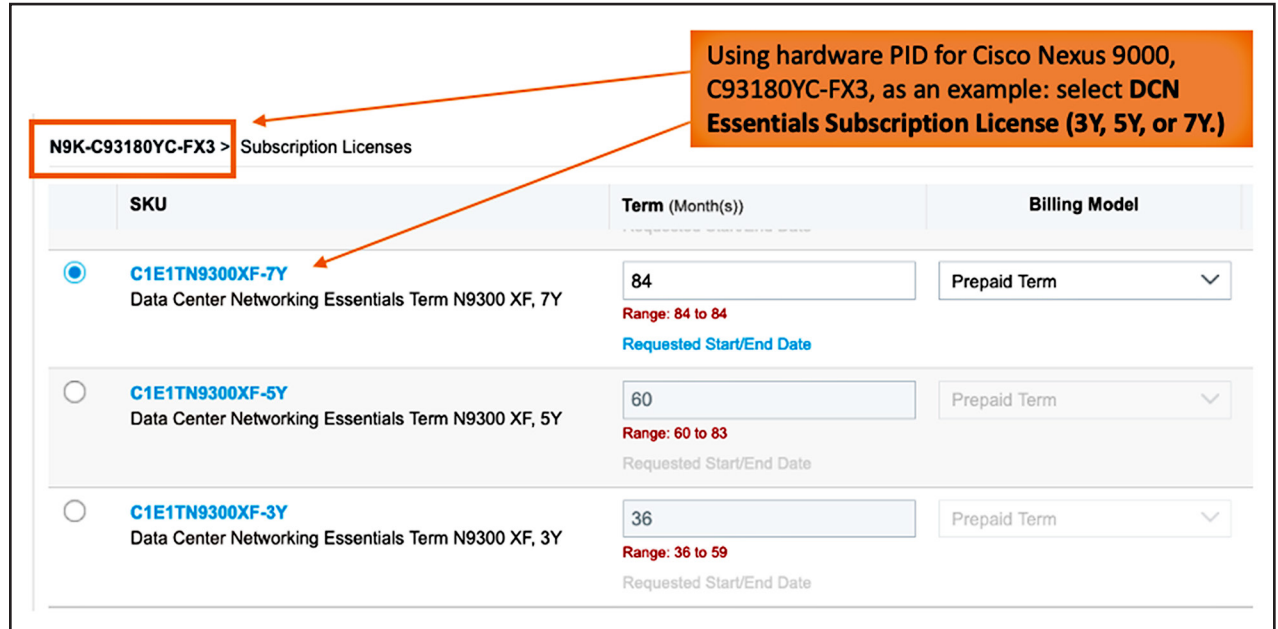 Using hardware PID for Cisco Nexus 9000,
C93180YC-FX3, as an example: select DCN
Essentials Subscription License (3Y, 5Y, or 7Y.)
N9K-C93180YC-FX3 > Subscription Licenses
SKU Term (Month(s)) Billing Model
Requested Start/End Date
C1E1TN9300XF-7Y 84 Prepaid Term
Data Center Networking Essentials Term N9300 XF, 7Y
Range: 84 to 84
Requested Start/End Date
C1E1TN9300XF-5Y 60 Prepaid Term
Data Center Networking Essentials Term N9300 XF, 5Y
Range: 60 to 83
Requested Start/End Date
C1E1TN9300XF-3Y 36 Prepaid Term
Data Center Networking Essentials Term N9300 XF, 3Y
Range: 36 to 59
Requested Start/End Date